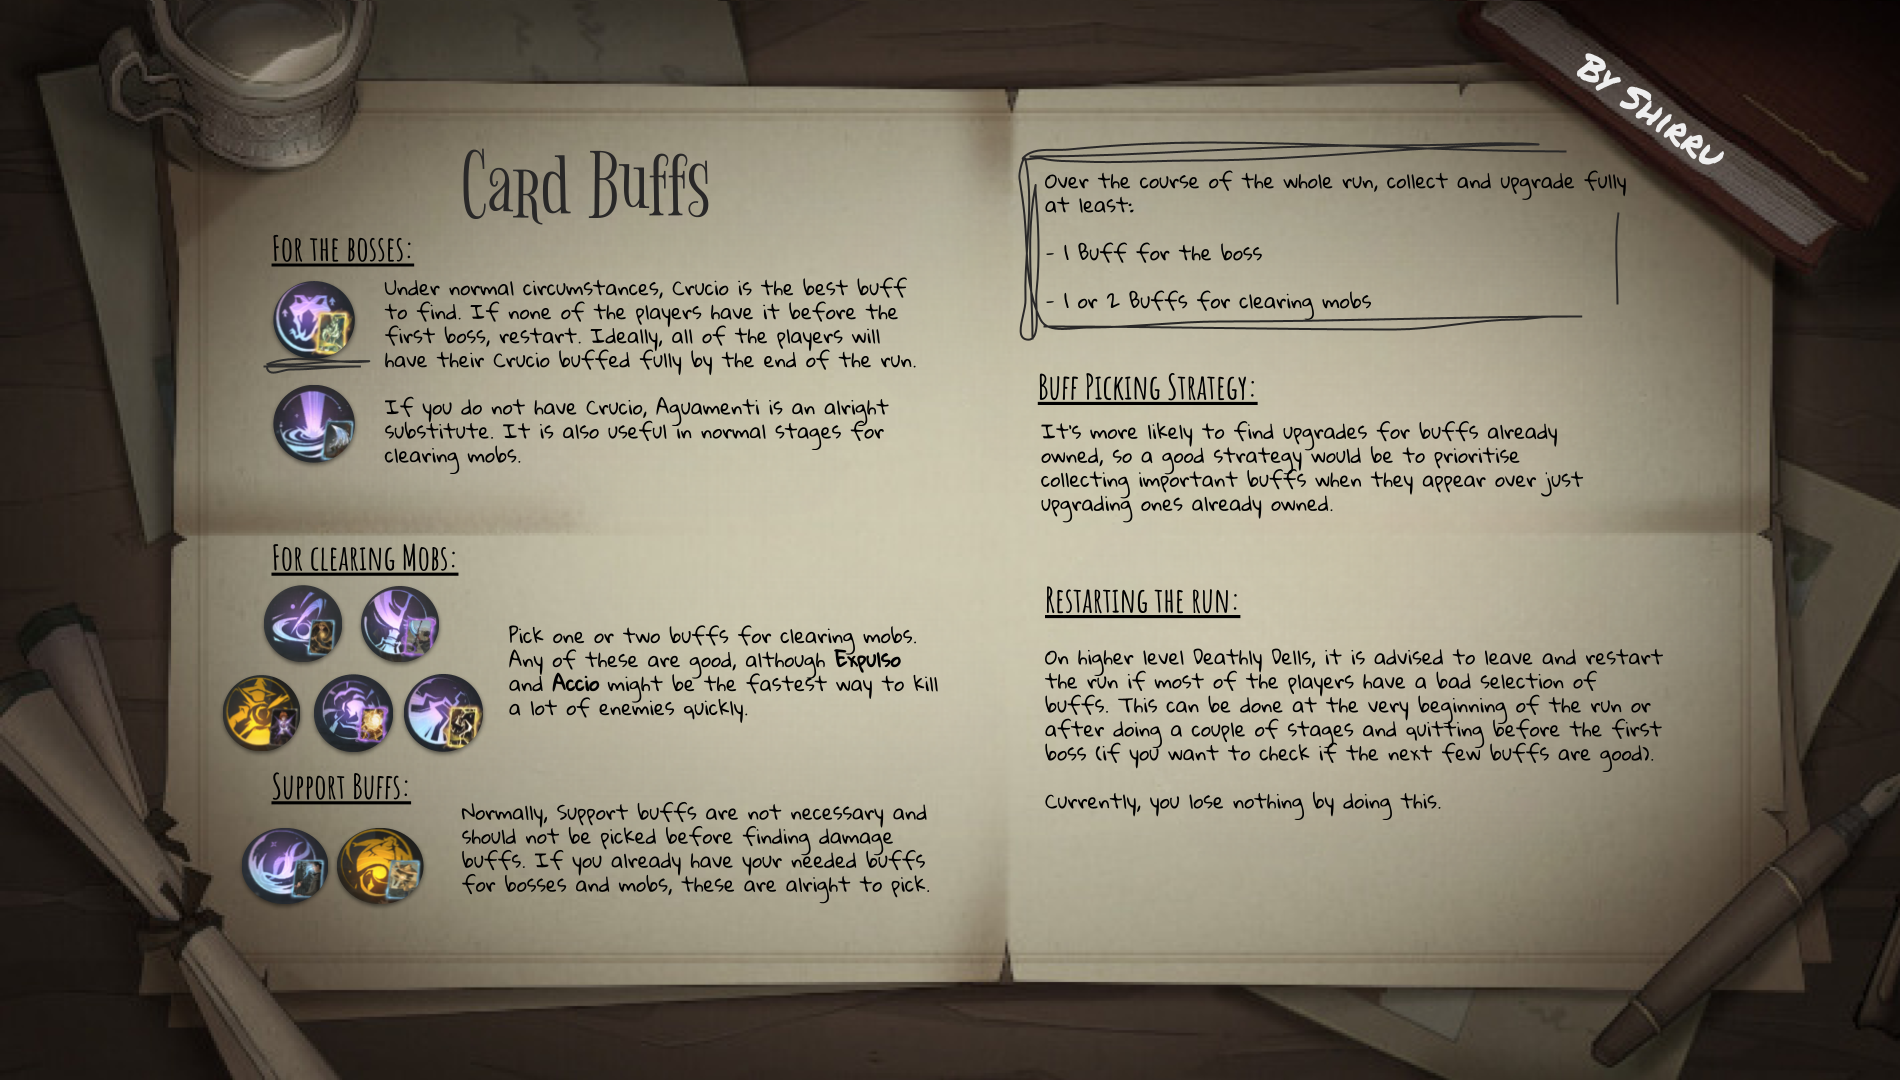 By Shirru
Card Buffs
For the bosses:
Under normal circumstances, Crucio is the best buff
to find. If none of the players have it before the
first boss, restart. Ideally, all of the players will
have their Crucio buffed fully by the end of the run.
If you do not have Crucio, Aguamenti is an alright
substitute. It is also useful in normal stages for
clearing mobs.
For clearing Mobs:
Pick one or two buffs for clearing mobs.
Any of these are good, although Expulso
and Accio might be the fastest way to kill
a lot of enemies quickly.
Support Buffs:
Normally, Support buffs are not necessary and
should not be picked before finding damage
buffs. If you already have your needed buffs
for bosses and mobs, these are alright to pick.
Over the course of the whole run, collect and upgrade fully
at least:
- 1 Buff for the boss
- 1 or 2 Buffs for clearing mobs
Buff Picking Strategy:
It's more likely to find upgrades for buffs already
owned, so a good strategy would be to prioritise
collecting important buffs when they appear over just
upgrading ones already owned.
Restarting the run:
On higher level Deathly Dells, it is advised to leave and restart
the run if most of the players have a bad selection of
buffs. This can be done at the very beginning of the run or
after doing a couple of stages and quitting before the first
boss (if you want to check if the next few buffs are good).
Currently, you lose nothing by doing this.